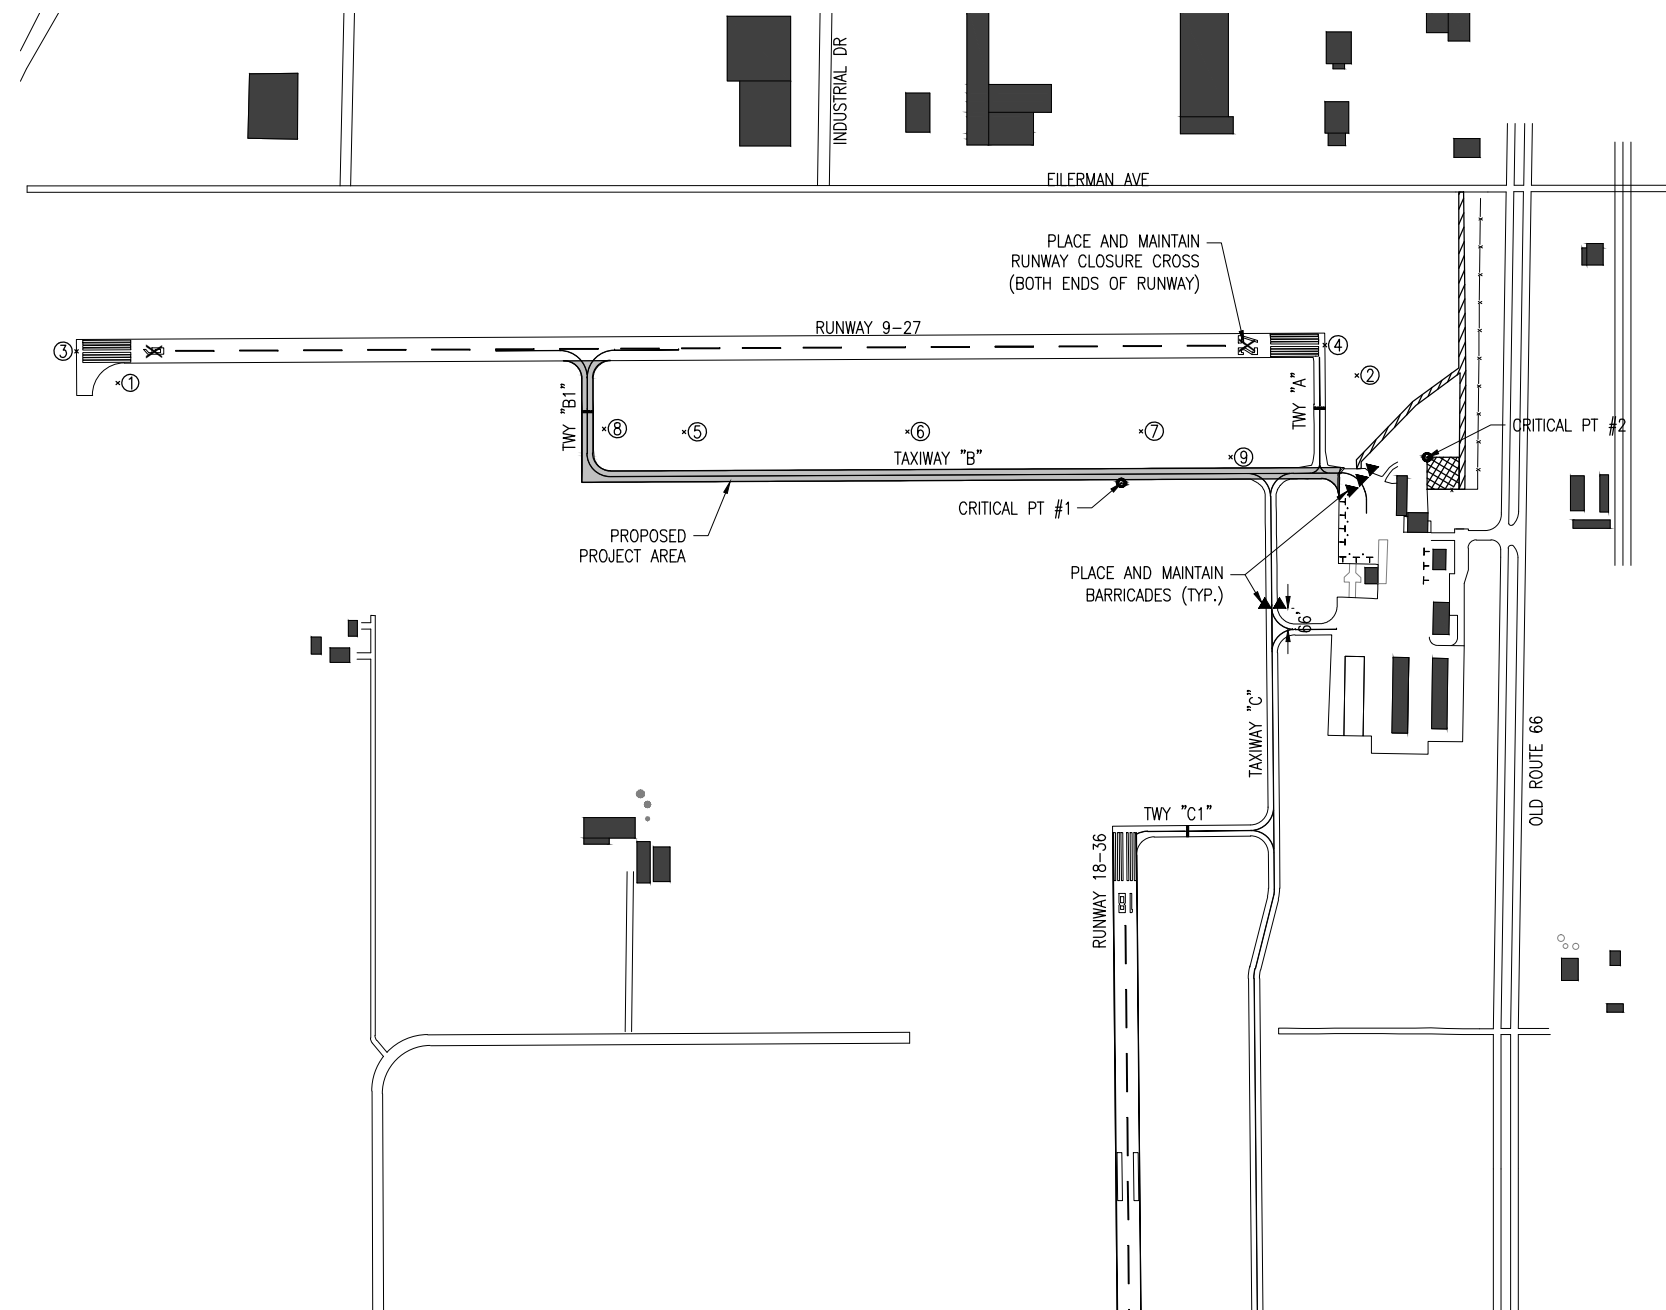 INDUSTRIAL DR
EILERMAN AVE
PLACE AND MAINTAIN
RUNWAY CLOSURE CROSS
(BOTH ENDS OF RUNWAY)
RUNWAY 9-27
3
4
1
2
TWY "B1"
TWY "A"
8
5
6
7
CRITICAL PT #2
TAXIWAY "B"
9
CRITICAL PT #1
PROPOSED
PROJECT AREA
PLACE AND MAINTAIN
BARRICADES (TYP.)
66'
TAXIWAY "C"
OLD ROUTE 66
TWY "C1"
RUNWAY 18-36
18